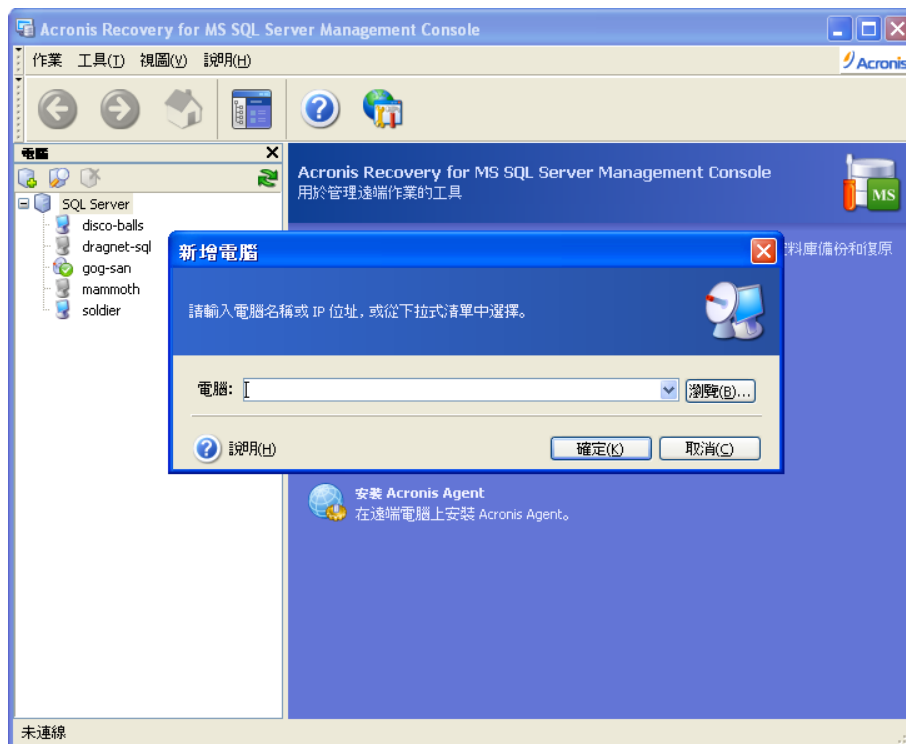 Acronis Recovery for MS SQL Server Management Console
作業 工具(T) 視圖(V) 說明(H)
Acronis
電腦
SQL Server
disco-balls
dragnet-sql
gog-san
mammoth
soldier
Acronis Recovery for MS SQL Server Management Console
用於管理遠端作業的工具
MS
料庫備份和復原
新增電腦
請輸入電腦名稱或 IP 位址, 或從下拉式清單中選擇。
電腦:
瀏覽(B)...
說明(H)
確定(K)
取消(C)
安裝 Acronis Agent
在遠端電腦上安裝 Acronis Agent。
未連線